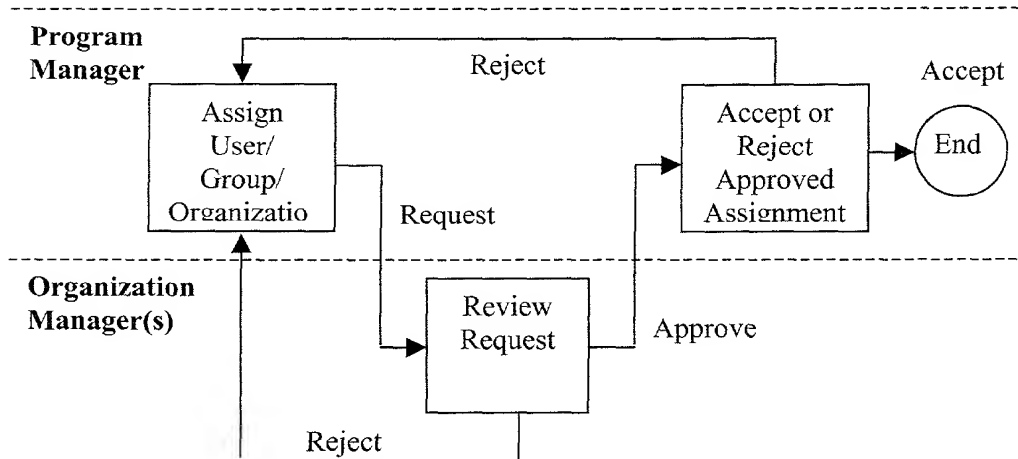 Program
Manager
Reject
Accept
Assign
User/
Group/
Organizatio
Accept or
Reject
Approved
Assignment
End
Request
Organization
Manager(s)
Review
Request
Approve
Reject